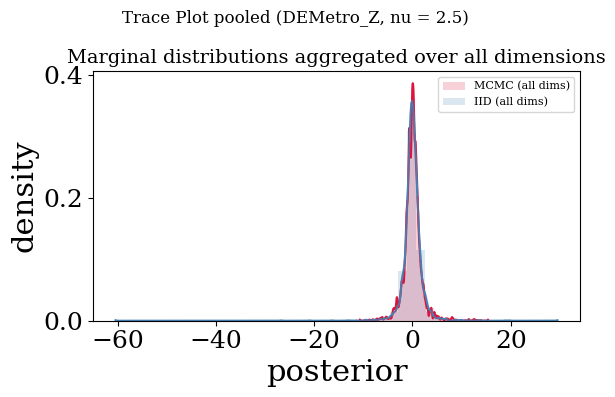 Trace Plot pooled (DEMetro_Z, nu = 2.5)
Marginal distributions aggregated over all dimensions
MCMC (all dims)
IID (all dims)
density
0.4
0.2
0.0
−60
−40
−20
0
20
posterior